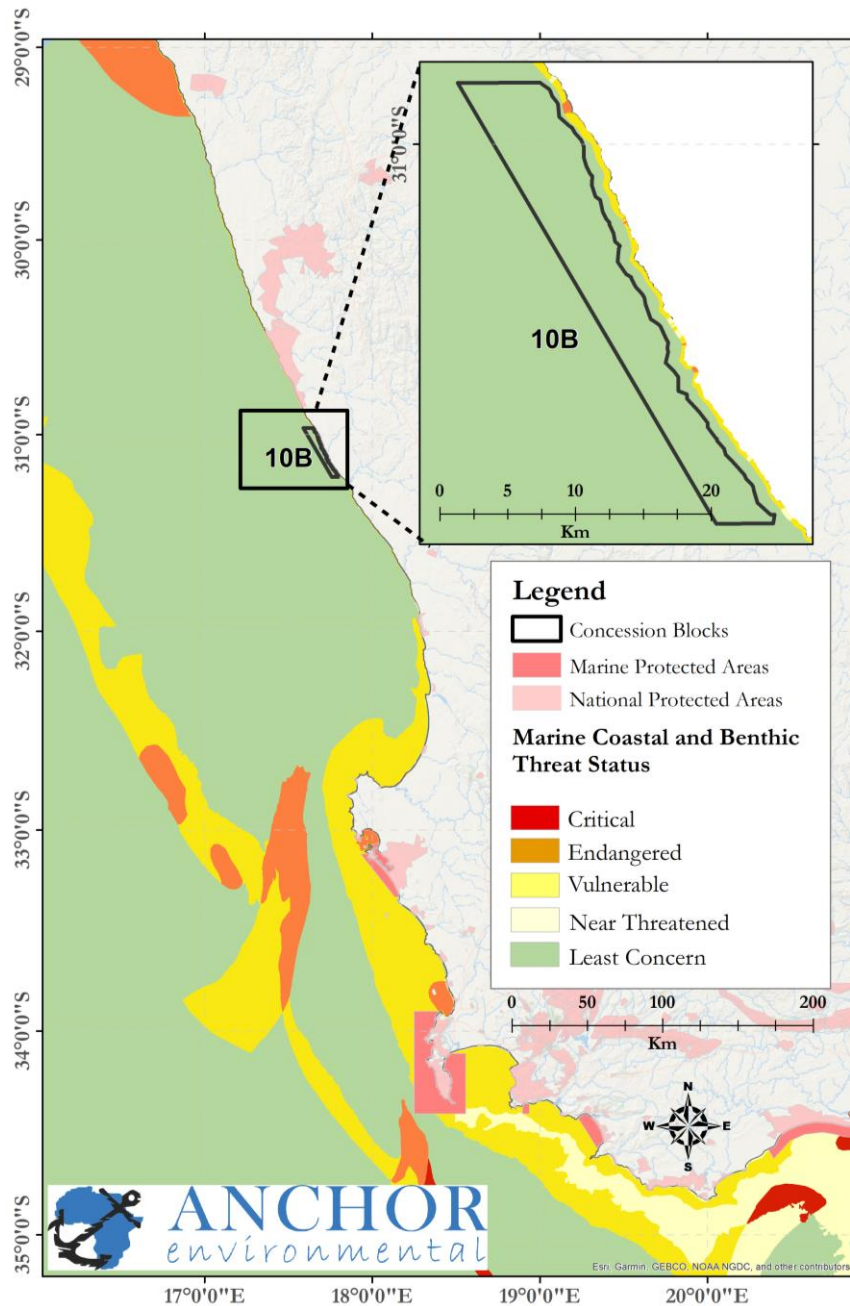 29°0'0"S
30°0'0"S
31°0'0"S
32°0'0"S
33°0'0"S
34°0'0"S
35°0'0"S
10B
31°0'0"S
10B
0 5 10 20
Km
Legend
Concession Blocks
Marine Protected Areas
National Protected Areas
Marine Coastal and Benthic
Threat Status
Critical
Endangered
Vulnerable
Near Threatened
Least Concern
0 50 100 200
Km
N
W E
S
ANCHOR
environmental
Esri, Garmin, GEBCO, NOAA NGDC, and other contributors
17°0'0"E 18°0'0"E 19°0'0"E 20°0'0"E